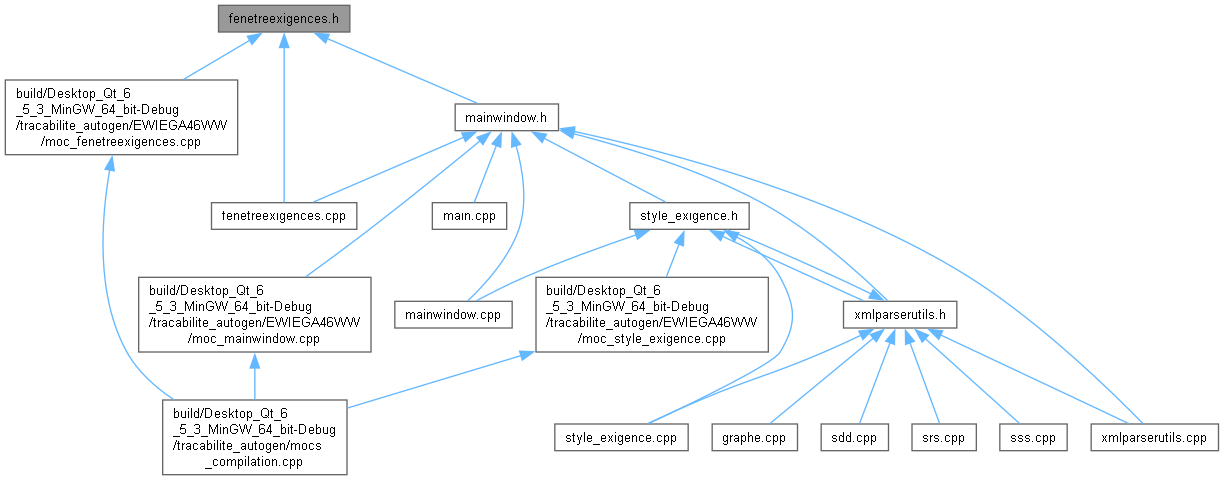 fenetreexigences.h
build/Desktop_Qt_6
_5_3_MinGW_64_bit-Debug
/tracabilite_autogen/EWIEGA46WW
/moc_fenetreexigences.cpp
mainwindow.h
fenetreexigences.cpp
main.cpp
style_exigence.h
build/Desktop_Qt_6
_5_3_MinGW_64_bit-Debug
/tracabilite_autogen/EWIEGA46WW
/moc_mainwindow.cpp
mainwindow.cpp
build/Desktop_Qt_6
_5_3_MinGW_64_bit-Debug
/tracabilite_autogen/EWIEGA46WW
/moc_style_exigence.cpp
xmlparserutils.h
build/Desktop_Qt_6
_5_3_MinGW_64_bit-Debug
/tracabilite_autogen/mocs
_compilation.cpp
style_exigence.cpp
graphe.cpp
sdd.cpp
srs.cpp
sss.cpp
xmlparserutils.cpp